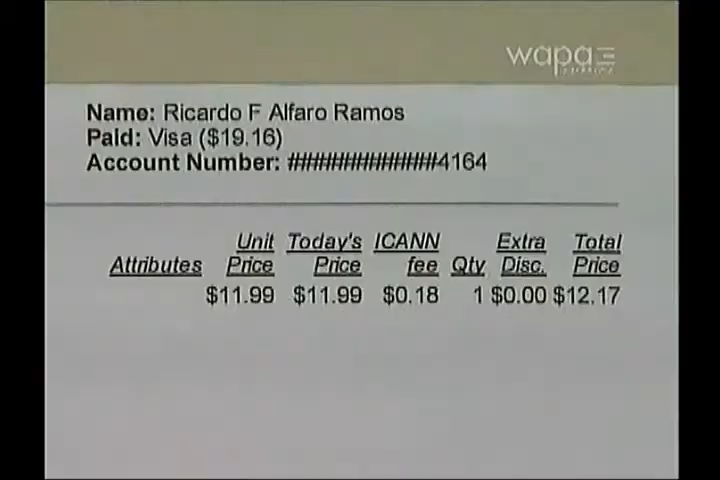 wapa
Name: Ricardo F Alfaro Ramos
Paid: Visa ($19.16)
Account Number: ###############4164
Unit Today's ICANN Extra Total
Attributes Price Price fee Qty Disc. Price
$11.99 $11.99 $0.18 1 $0.00 $12.17